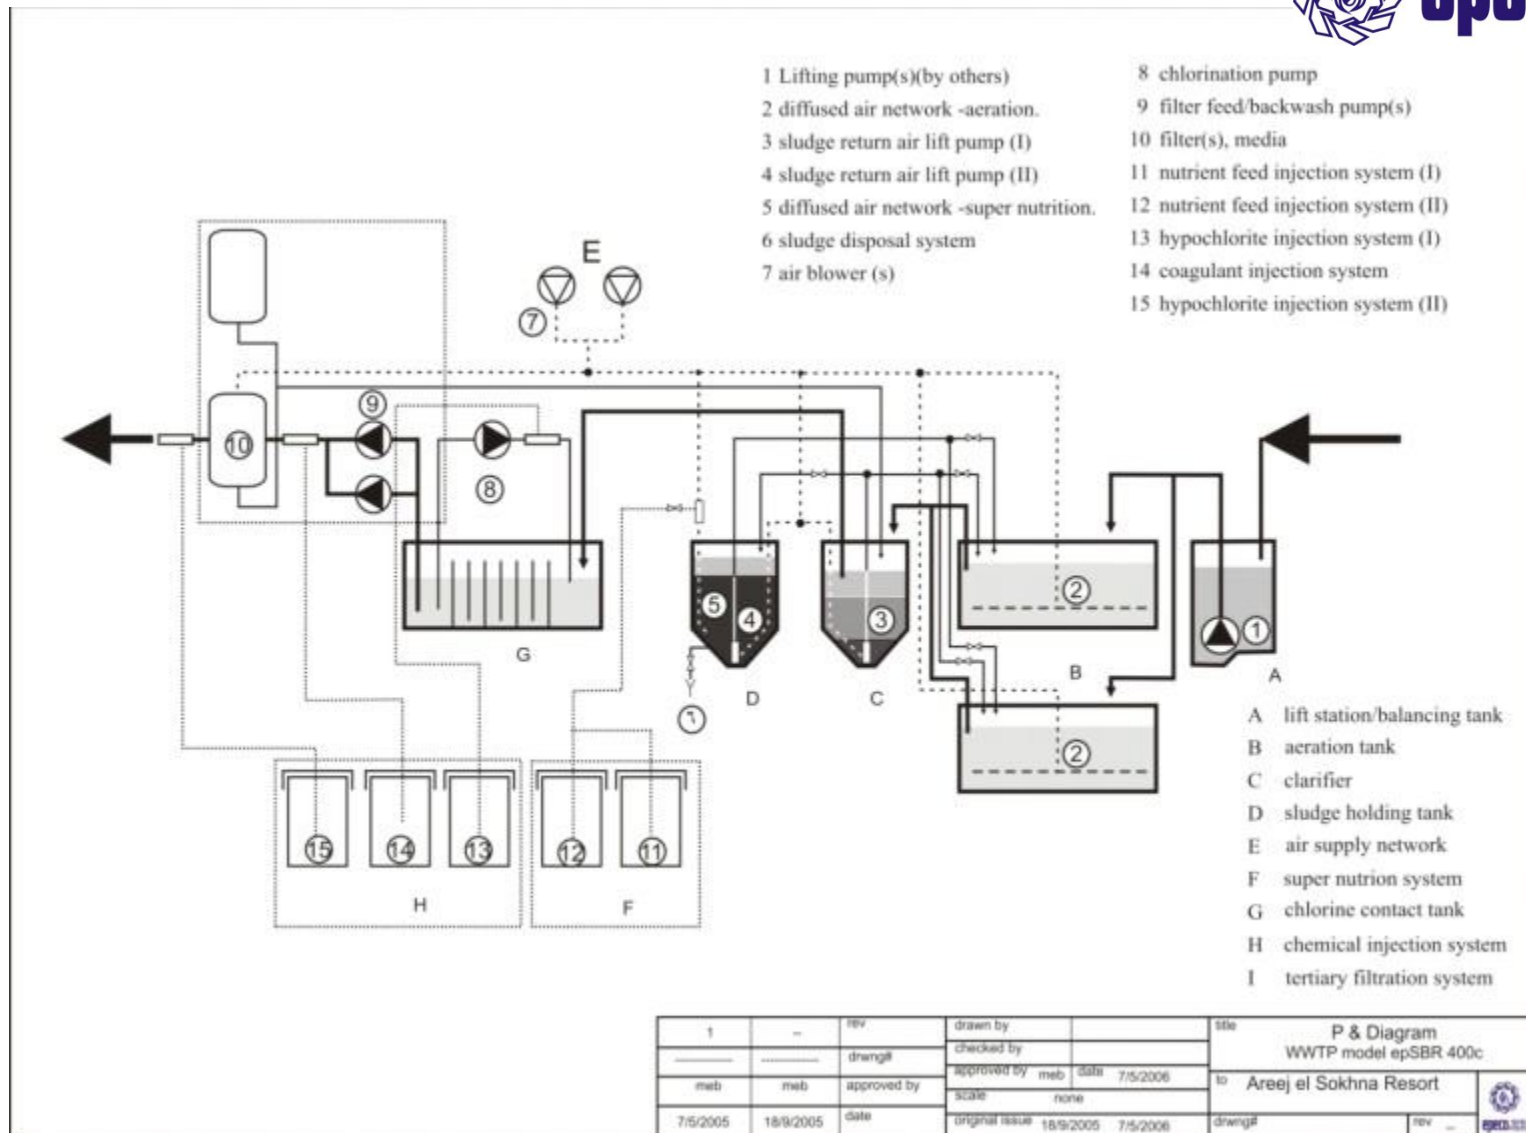 1 Lifting pump(s)(by others)
2 diffused air network -aeration.
3 sludge return air lift pump (I)
4 sludge return air lift pump (II)
5 diffused air network -super nutrition.
6 sludge disposal system
7 air blower (s)
8 chlorination pump
9 filter feed/backwash pump(s)
10 filter(s), media
11 nutrient feed injection system (I)
12 nutrient feed injection system (II)
13 hypochlorite injection system (I)
14 coagulant injection system
15 hypochlorite injection system (II)
E
7
9
10
8
5
4
3
2
1
G
D
C
B
A
٦
2
15
14
13
12
11
H
F
A lift station/balancing tank
B aeration tank
C clarifier
D sludge holding tank
E air supply network
F super nutrion system
G chlorine contact tank
H chemical injection system
I tertiary filtration system
1 -- rev
----------- ----------- drwng#
meb meb approved by
7/5/2005 18/9/2005 date
drawn by
checked by
approved by meb date 7/5/2006
scale none
original issue 18/9/2005 7/5/2006
title P & Diagram
WWTP model epSBR 400c
to Areej el Sokhna Resort
drwng# rev --